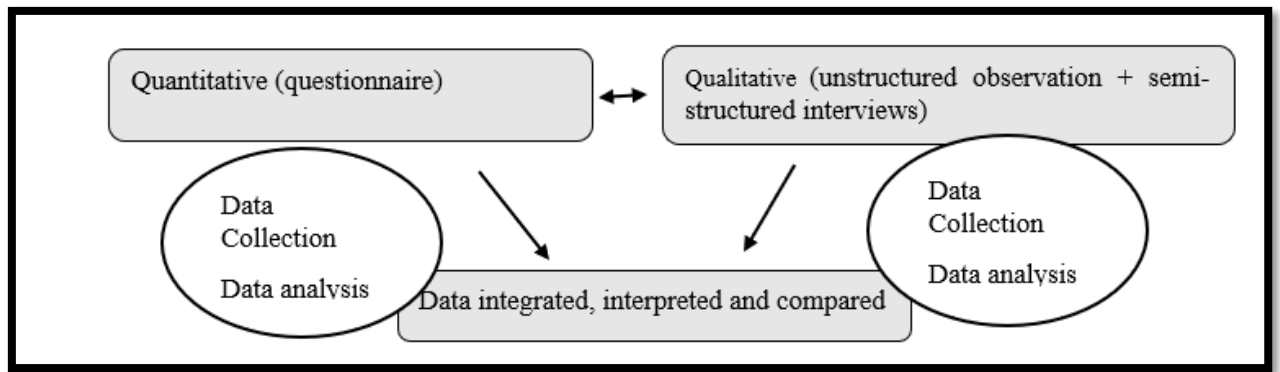 Quantitative (questionnaire)
Qualitative (unstructured observation + semi-
structured interviews)
Data
Collection
Data analysis
Data
Collection
Data analysis
Data integrated, interpreted and compared